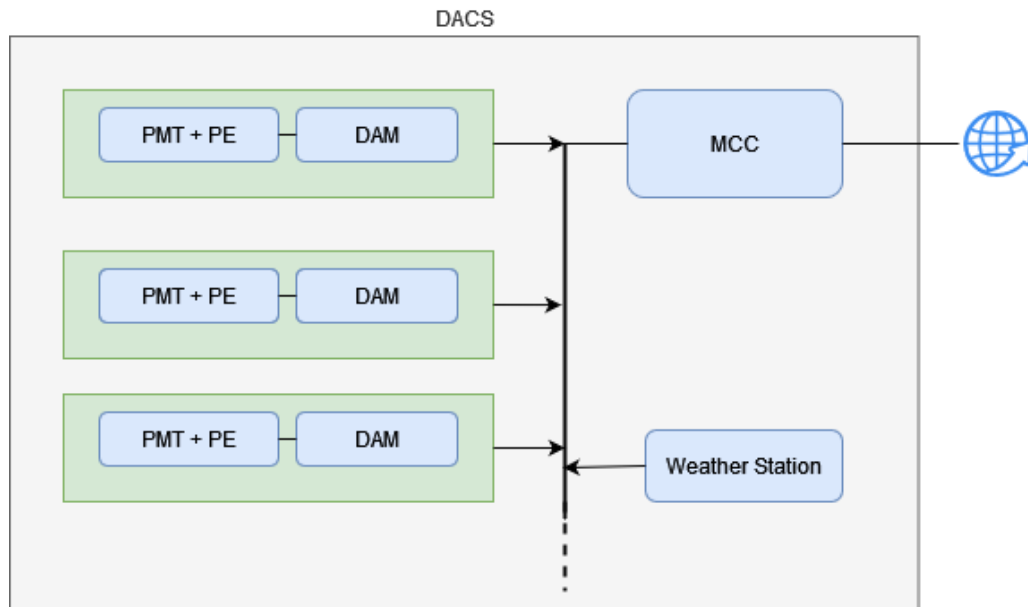 DACS
PMT + PE
DAM
MCC
PMT + PE
DAM
PMT + PE
DAM
Weather Station